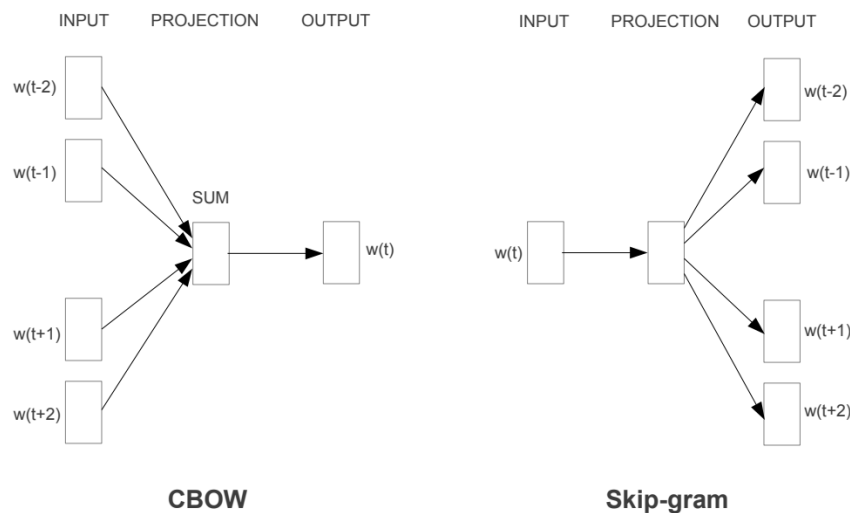 INPUT PROJECTION OUTPUT
w(t-2)
w(t-1)
SUM
w(t)
w(t+1)
w(t+2)
CBOW
INPUT PROJECTION OUTPUT
w(t-2)
w(t-1)
w(t)
w(t+1)
w(t+2)
Skip-gram